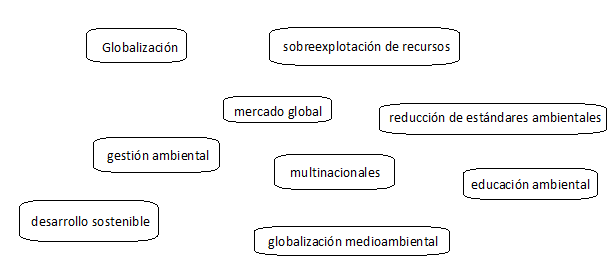 Globalización
sobreexplotación de recursos
mercado global
reducción de estándares ambientales
gestión ambiental
multinacionales
educación ambiental
desarrollo sostenible
globalización medioambiental